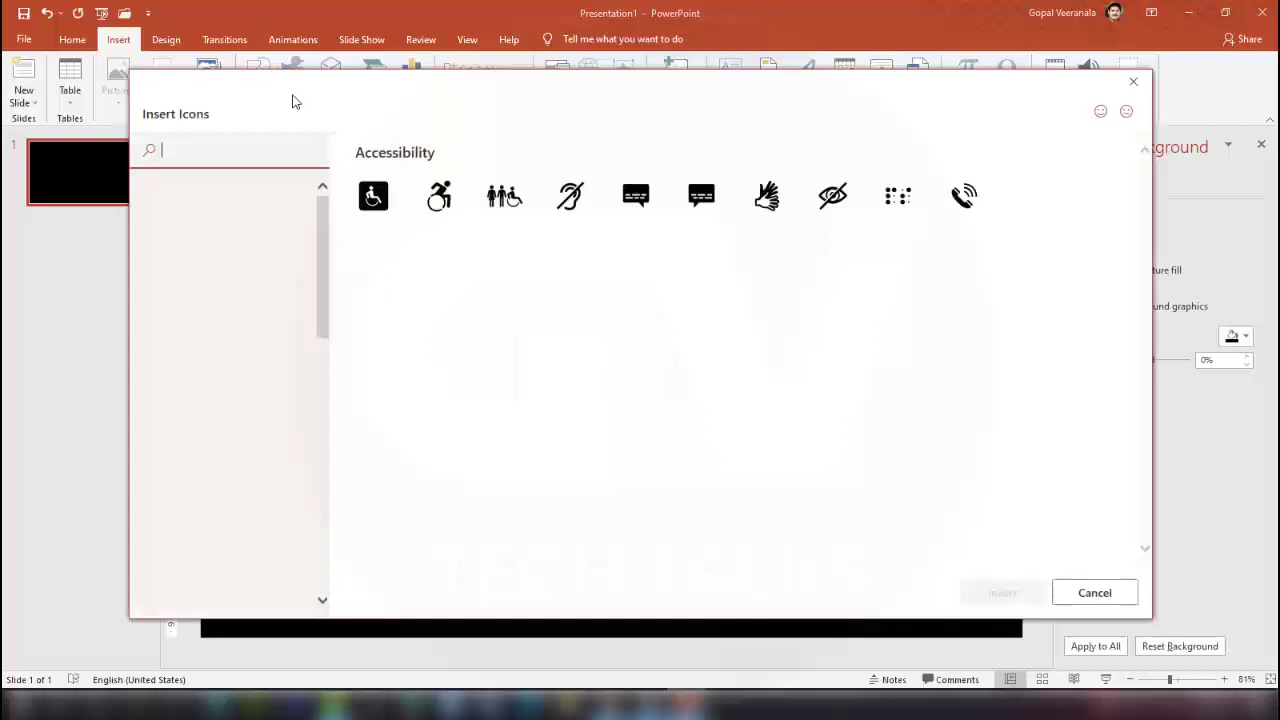 Presentation1 - PowerPoint
Gopal Veeranala
File Home Insert Design Transitions Animations Slide Show Review View Help Tell me what you want to do
Share
New
Slide
Table
Slides
Tables
Insert Icons
Accessibility
1
Insert
Cancel
ture fill
und graphics
0%
Apply to All
Reset Background
Slide 1 of 1
English (United States)
Notes
Comments
81%